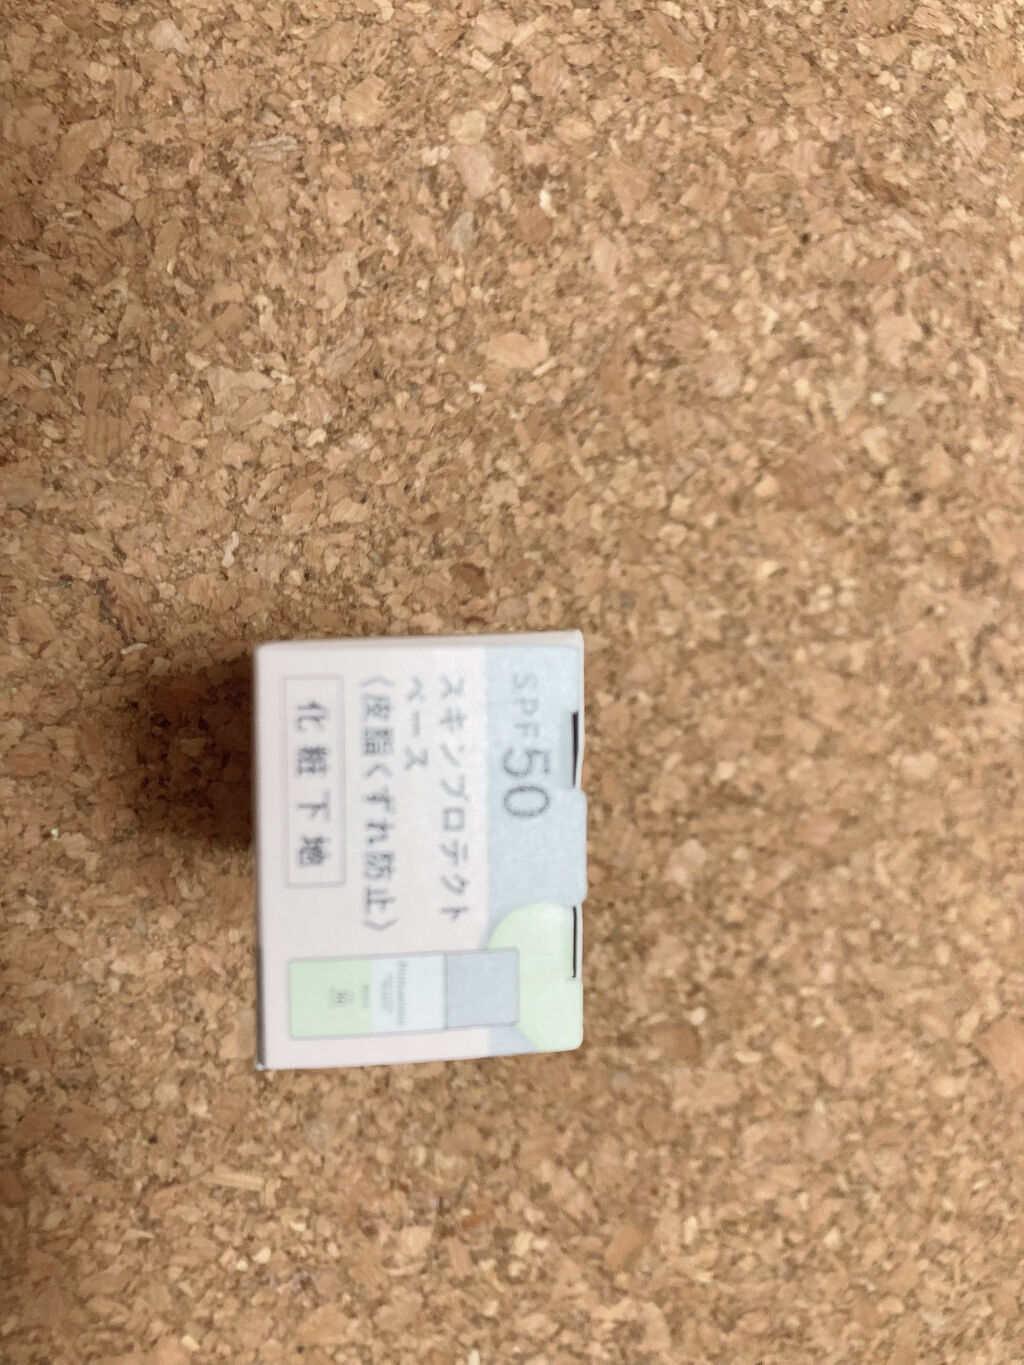 SPF50
スキンプロテクト
ベース
〈皮脂くずれ防止〉
化粧下地